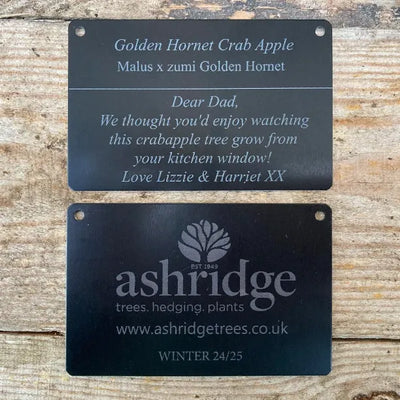 Golden Hornet Crab Apple
Malus x zumi Golden Hornet
Dear Dad,
We thought you'd enjoy watching
this crabapple tree grow from
your kitchen window!
Love Lizzie & Harriet XX
EST 1949
ashridge
trees. hedging. plants
www.ashridgetrees.co.uk
WINTER 24/25